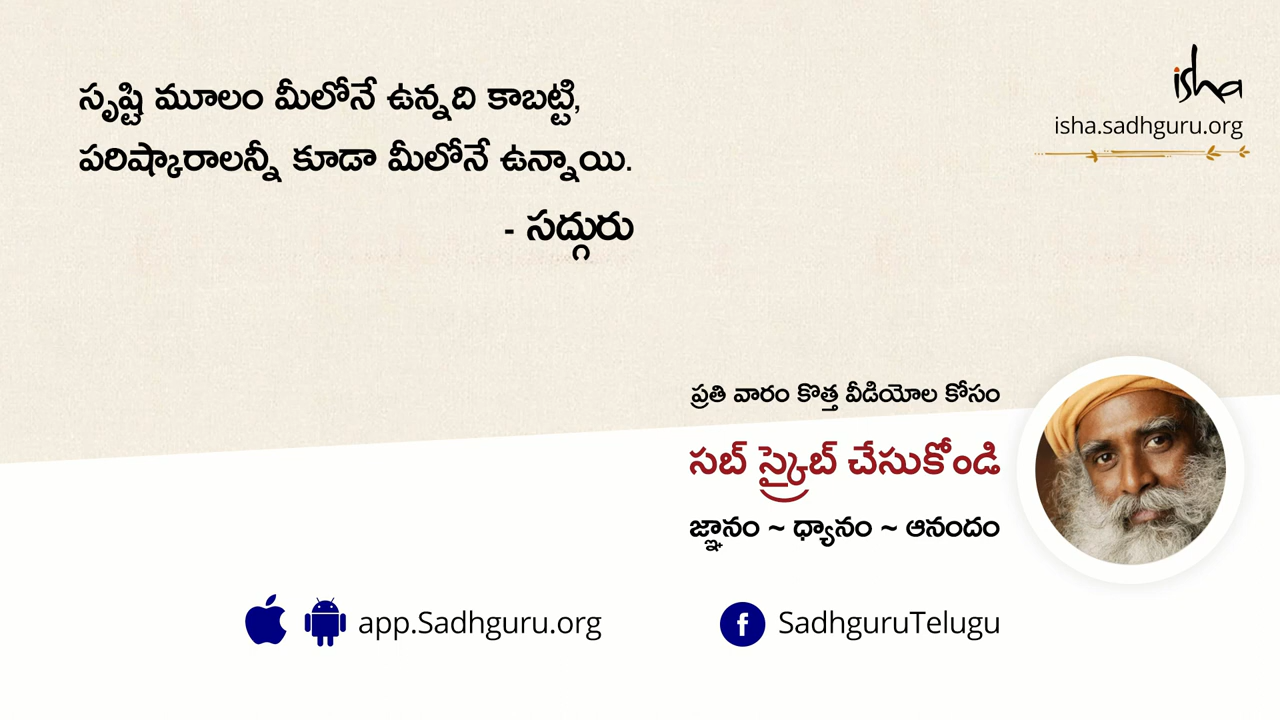 సృష్టి మూలం మీలోనే ఉన్నది కాబట్టి,
పరిష్కారాలన్నీ కూడా మీలోనే ఉన్నాయి.
- సద్గురు
isha
isha.sadhguru.org
ప్రతి వారం కొత్త వీడియోల కోసం
సబ్ స్క్రైబ్ చేసుకోండి
జ్ఞానం ~ ధ్యానం ~ ఆనందం
app.Sadhguru.org
SadhguruTelugu